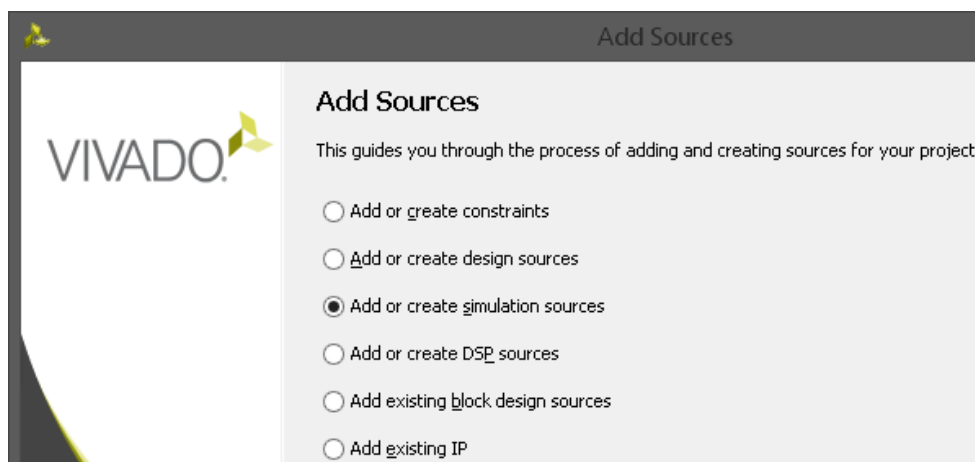 Add Sources
VIVADO.
Add Sources
This guides you through the process of adding and creating sources for your project
Add or create constraints
Add or create design sources
Add or create simulation sources
Add or create DSP sources
Add existing block design sources
Add existing IP